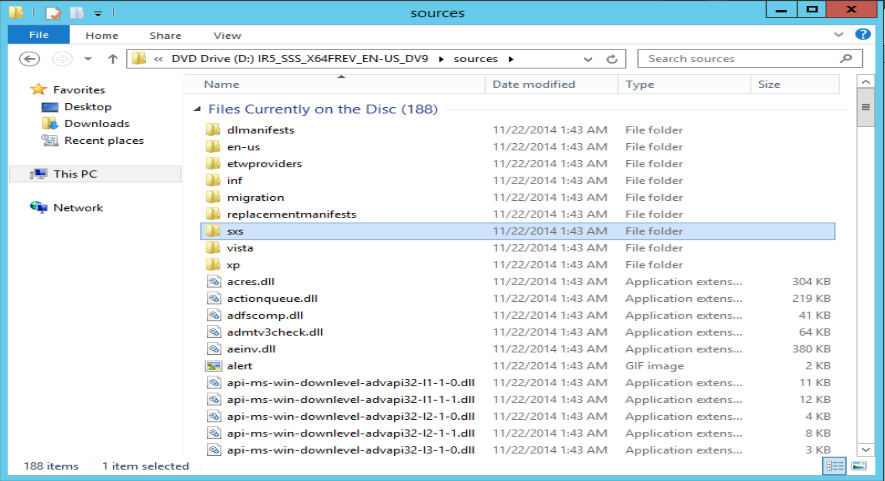 sources
File Home Share View
« DVD Drive (D:) IR5_SSS_X64FREV_EN-US_DV9 sources Search sources
Name Date modified Type Size
Favorites
Desktop
Downloads
Recent places
This PC
Network
Files Currently on the Disc (188)
dlmanifests 11/22/2014 1:43 AM File folder
en-us 11/22/2014 1:43 AM File folder
etwproviders 11/22/2014 1:43 AM File folder
inf 11/22/2014 1:43 AM File folder
migration 11/22/2014 1:43 AM File folder
replacementmanifests 11/22/2014 1:43 AM File folder
sxs 11/22/2014 1:43 AM File folder
vista 11/22/2014 1:43 AM File folder
xp 11/22/2014 1:43 AM File folder
acres.dll 11/22/2014 1:43 AM Application extens... 304 KB
actionqueue.dll 11/22/2014 1:43 AM Application extens... 219 KB
adfscomp.dll 11/22/2014 1:43 AM Application extens... 41 KB
admtv3check.dll 11/22/2014 1:43 AM Application extens... 64 KB
aeinv.dll 11/22/2014 1:43 AM Application extens... 380 KB
alert 11/22/2014 1:43 AM GIF image 2 KB
api-ms-win-downlevel-advapi32-l1-1-0.dll 11/22/2014 1:43 AM Application extens... 11 KB
api-ms-win-downlevel-advapi32-l1-1-1.dll 11/22/2014 1:43 AM Application extens... 12 KB
api-ms-win-downlevel-advapi32-l2-1-0.dll 11/22/2014 1:43 AM Application extens... 4 KB
api-ms-win-downlevel-advapi32-l2-1-1.dll 11/22/2014 1:43 AM Application extens... 8 KB
api-ms-win-downlevel-advapi32-l3-1-0.dll 11/22/2014 1:43 AM Application extens... 3 KB
188 items 1 item selected